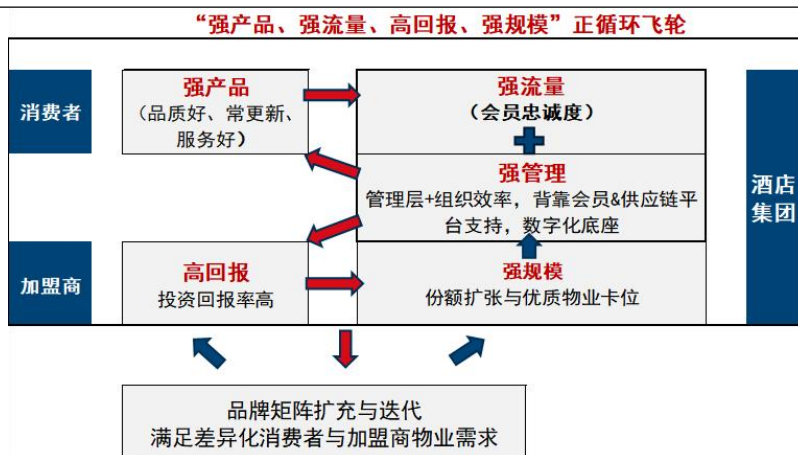 “强产品、强流量、高回报、强规模”正循环飞轮
消费者
强产品
（品质好、常更新、
服务好）
强流量
（会员忠诚度）
强管理
管理层+组织效率，背靠会员&供应链平
台支持，数字化底座
酒店
集团
加盟商
高回报
投资回报率高
强规模
份额扩张与优质物业卡位
品牌矩阵扩充与迭代
满足差异化消费者与加盟商物业需求